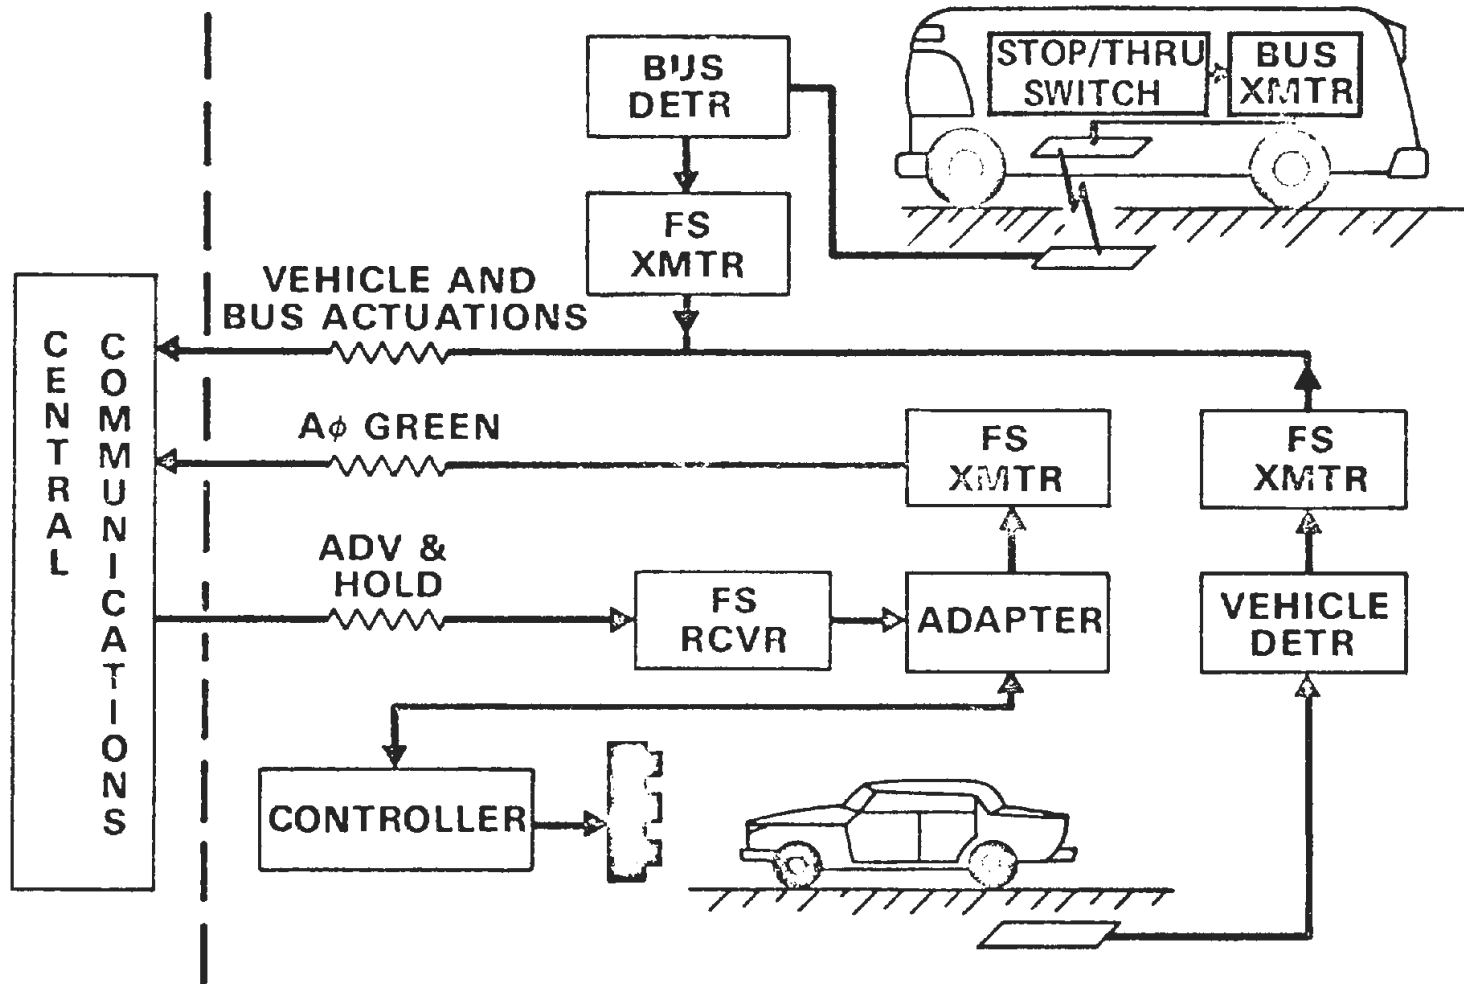 BUS
DETR
STOP/THRU
SWITCH
BUS
XMTR
FS
XMTR
VEHICLE AND
BUS ACTUATIONS
CENTRAL
COMMUNICATIONS
Aϕ GREEN
FS
XMTR
FS
XMTR
ADV &
HOLD
FS
RCVR
ADAPTER
VEHICLE
DETR
CONTROLLER